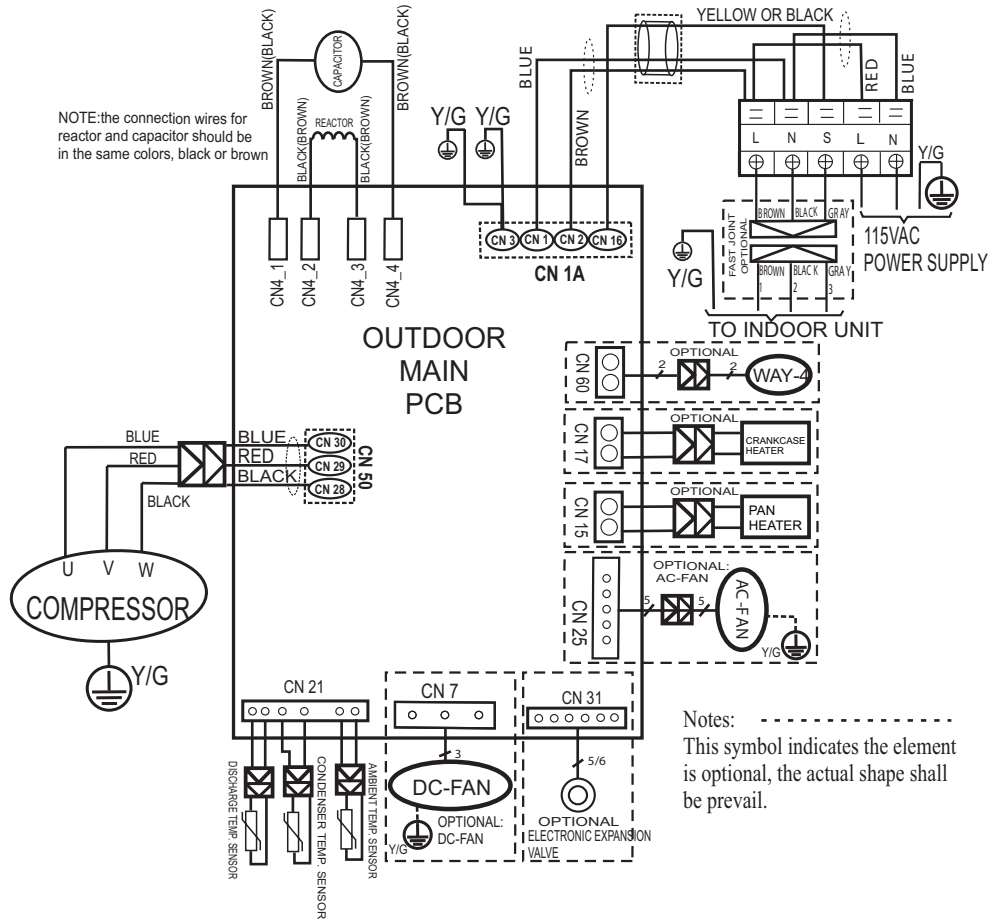 YELLOW OR BLACK
BROWN(BLACK)
CAPACITOR
BROWN(BLACK)
NOTE:the connection wires for
reactor and capacitor should be
in the same colors, black or brown
REACTOR
BLACK(BROWN)
BLACK(BROWN)
Y/G
Y/G
BLUE
BROWN
RED
BLUE
L N S L N
Y/G
CN4_1
CN4_2
CN4_3
CN4_4
CN 3
CN 1
CN 2
CN 16
CN 1A
Y/G
FAST JOINT
OPTIONAL
BROWN BLACK GRAY
BROWN BLACK GRAY
1 2 3
115VAC
POWER SUPPLY
TO INDOOR UNIT
OUTDOOR
MAIN
PCB
CN 60
2
OPTIONAL
2
WAY-4
CN 17
OPTIONAL
CRANKCASE
HEATER
CN 15
OPTIONAL
PAN
HEATER
CN 25
OPTIONAL:
AC-FAN
5
5
AC-FAN
Y/G
BLUE
RED
BLACK
BLUE
RED
BLACK
CN 30
CN 29
CN 28
CN 50
U V W
COMPRESSOR
Y/G
CN 21
DISCHARGE TEMP. SENSOR
CONDENSER TEMP. SENSOR
AMBIENT TEMP. SENSOR
CN 7
3
DC-FAN
OPTIONAL:
DC-FAN
Y/G
CN 31
5/6
OPTIONAL
ELECTRONIC EXPANSION
VALVE
Notes:
This symbol indicates the element
is optional, the actual shape shall
be prevail.